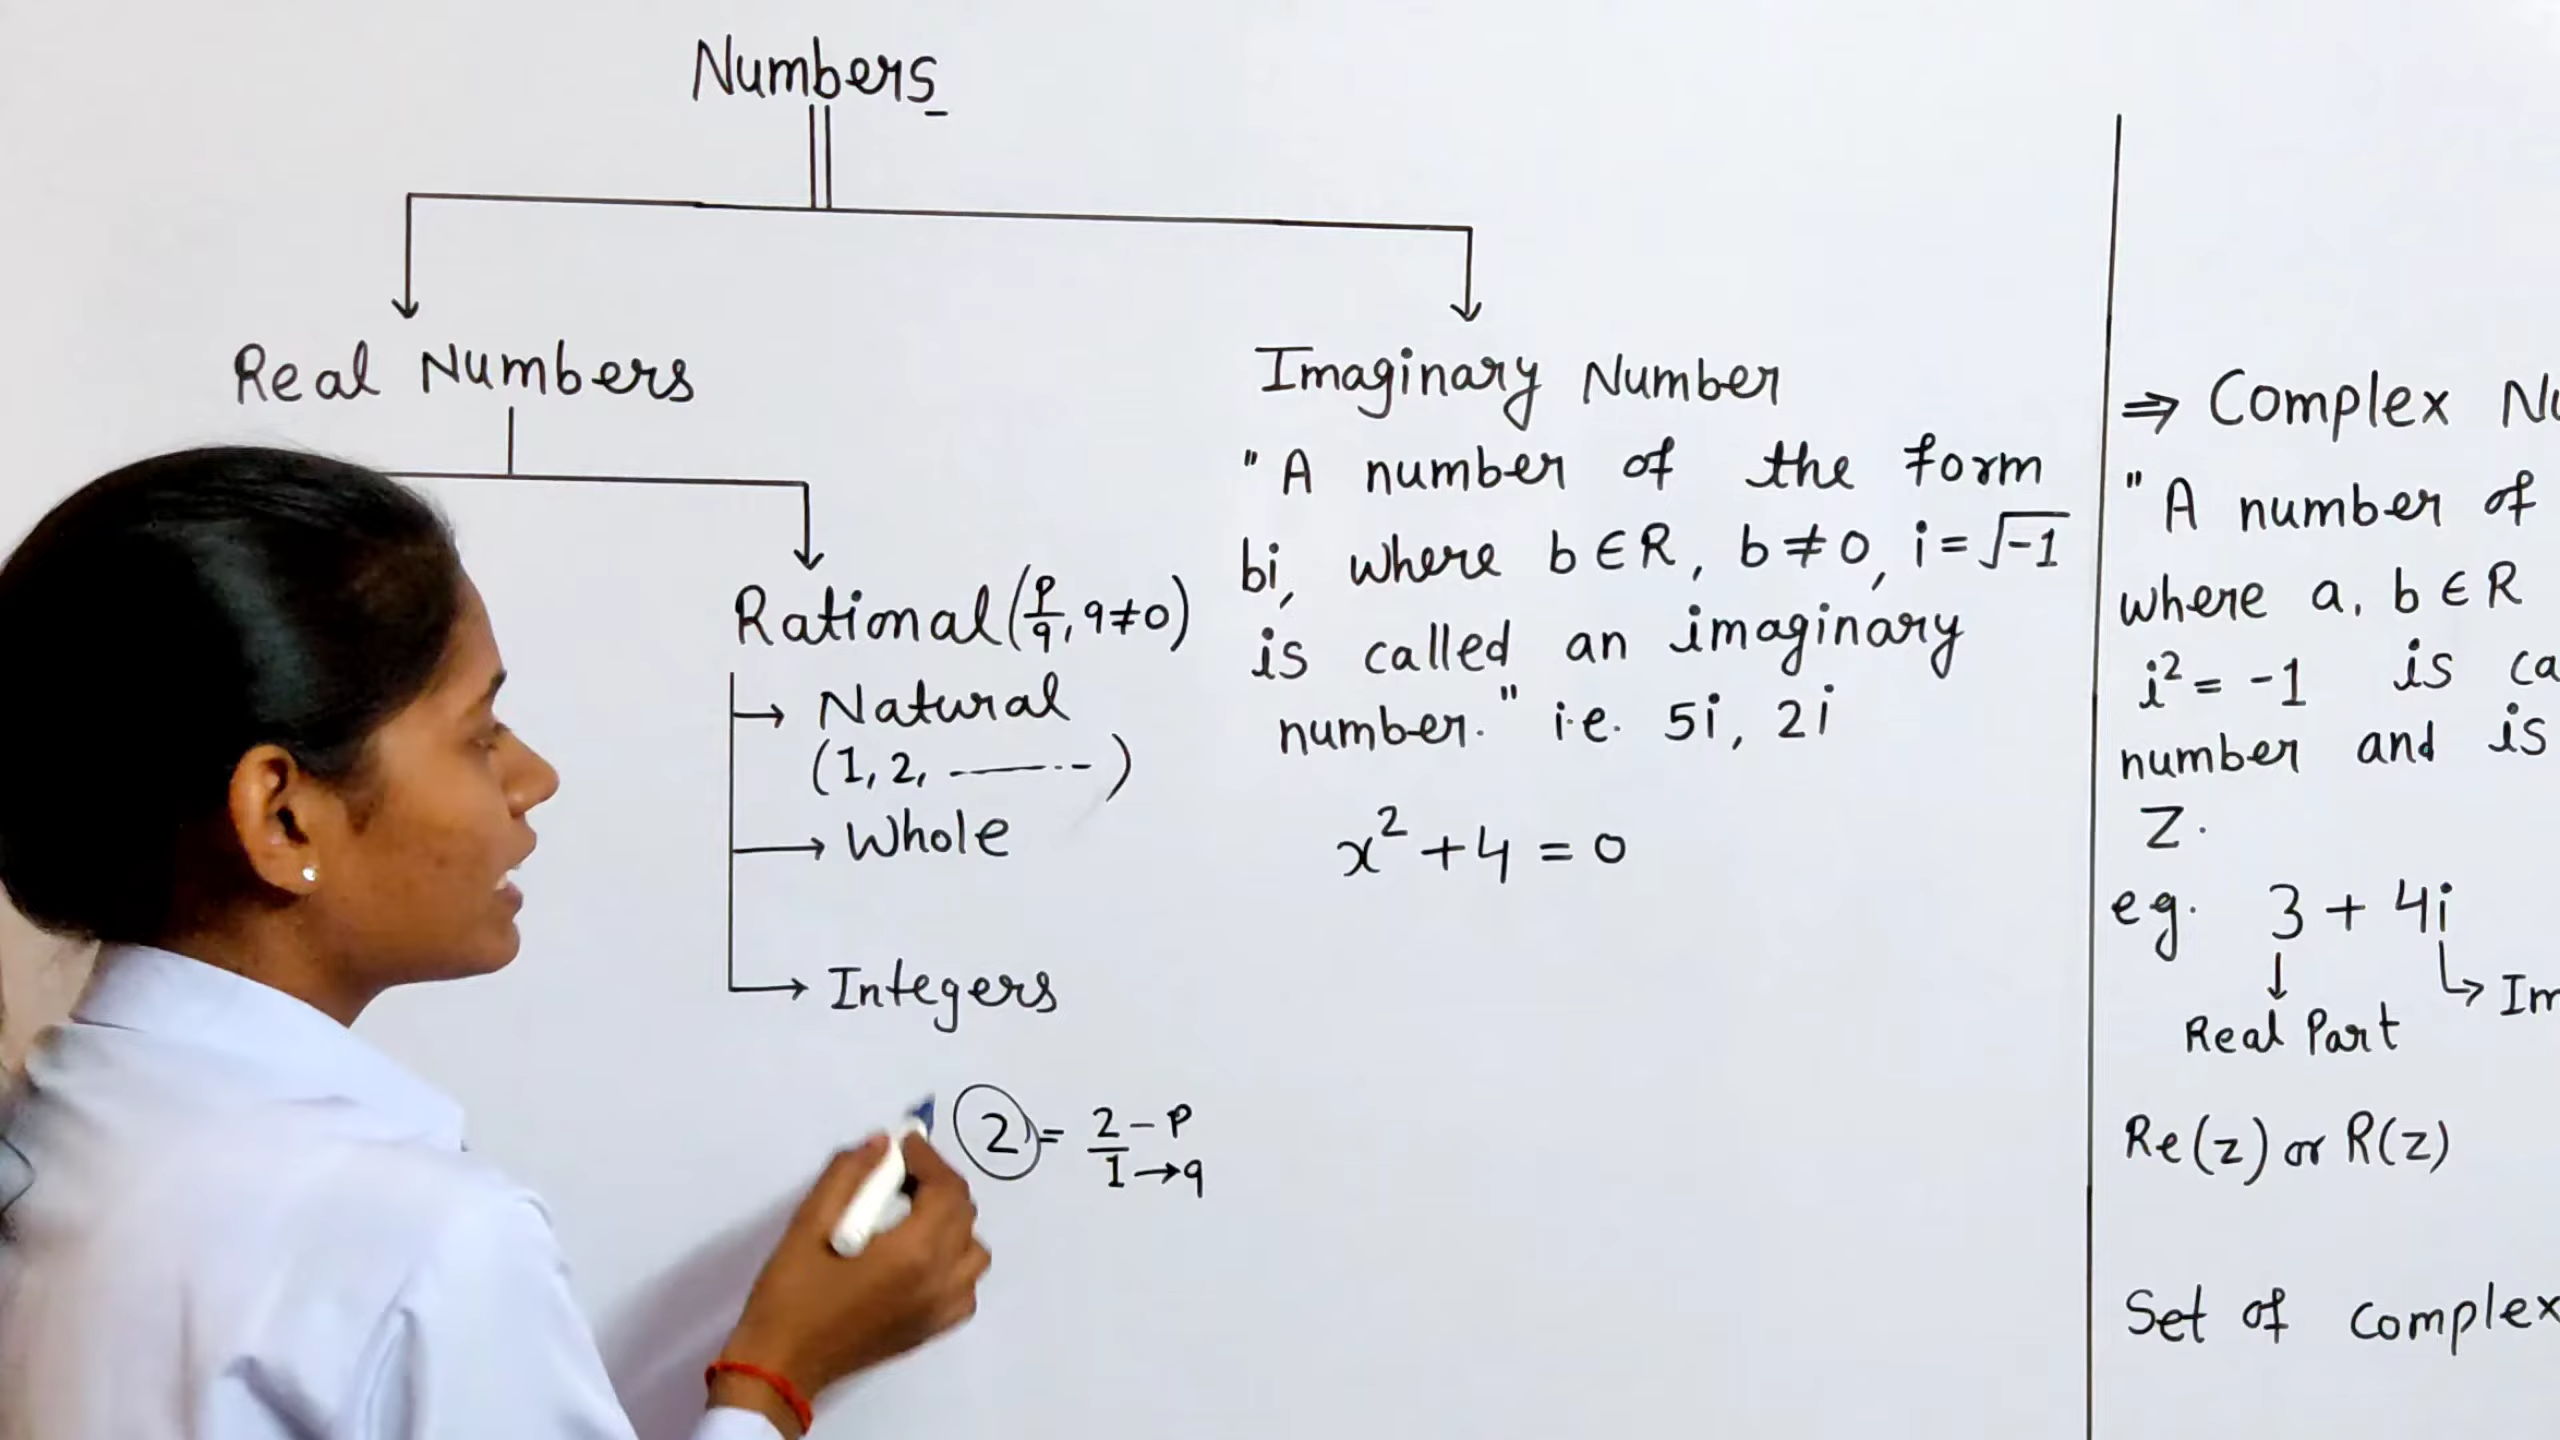 Numbers
Real Numbers
Rational (p/q, q≠0)
→ Natural
(1, 2, -----)
→ Whole
→ Integers
2 = 2/1 - p → q
Imaginary Number
"A number of the form
bi, where b∈R, b≠0, i=√-1
is called an imaginary
number." i.e. 5i, 2i
x²+4=0
⇒ Complex
"A number of
where a, b∈R
i²= -1 is
number and is
Z.
eg. 3+4i
Real Part
Re(z) or R(z)
Set of complex